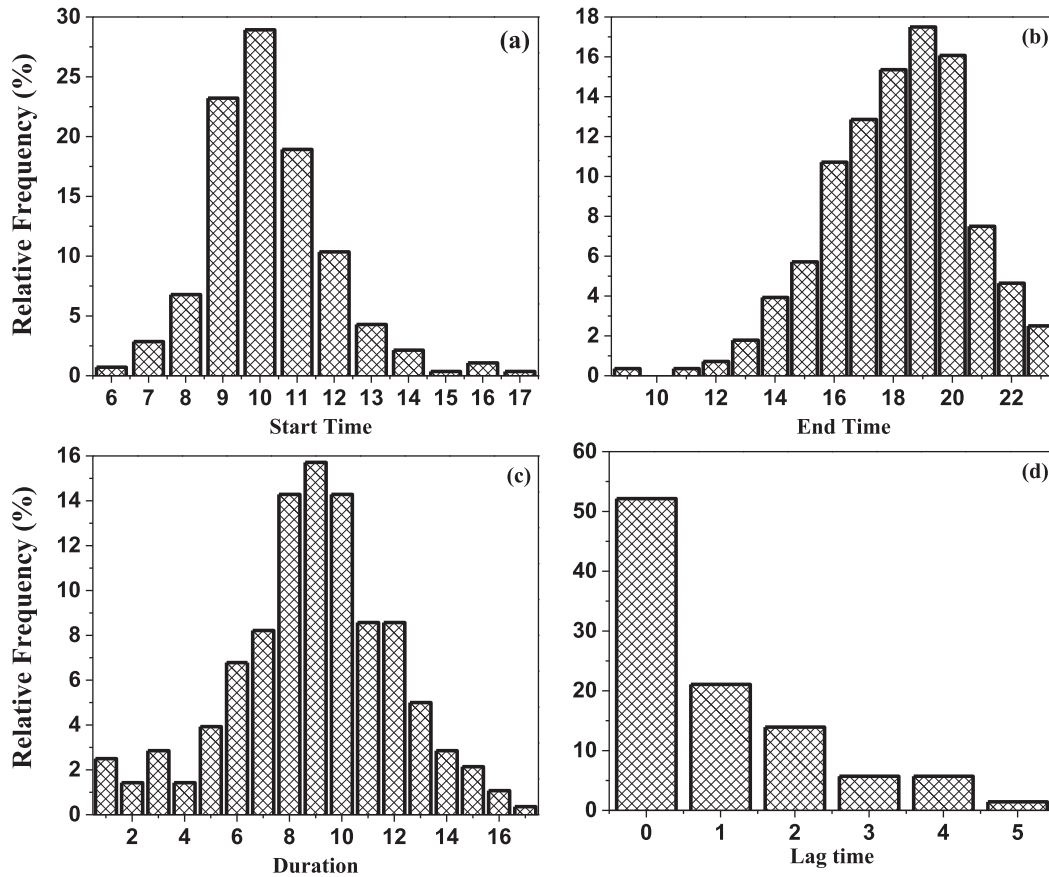 Relative Frequency (%)
30
25
20
15
10
5
0
(a)
6 7 8 9 10 11 12 13 14 15 16 17
Start Time
18
16
14
12
10
8
6
4
2
0
(b)
10 12 14 16 18 20 22
End Time
Relative Frequency (%)
16
14
12
10
8
6
4
2
0
(c)
2 4 6 8 10 12 14 16
Duration
60
50
40
30
20
10
0
(d)
0 1 2 3 4 5
Lag time